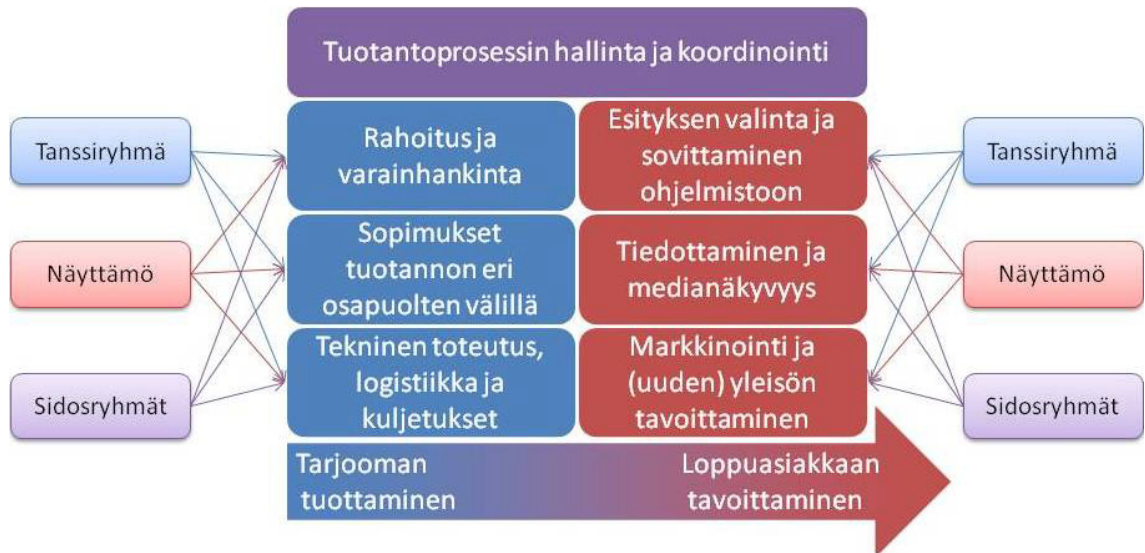 Tuotantoprosessin hallinta ja koordinointi
Tanssiryhmä
Näyttämö
Sidosryhmät
Rahoitus ja
varainhankinta
Esityksen valinta ja
sovittaminen
ohjelmistoon
Sopimukset
tuotannon eri
osapuolten välillä
Tiedottaminen ja
medianäkyvyys
Tekninen toteutus,
logistiikka ja
kuljetukset
Markkinointi ja
(uuden) yleisön
tavoittaminen
Tanssiryhmä
Näyttämö
Sidosryhmät
Tarjooman
tuottaminen
Loppuasiakkaan
tavoittaminen